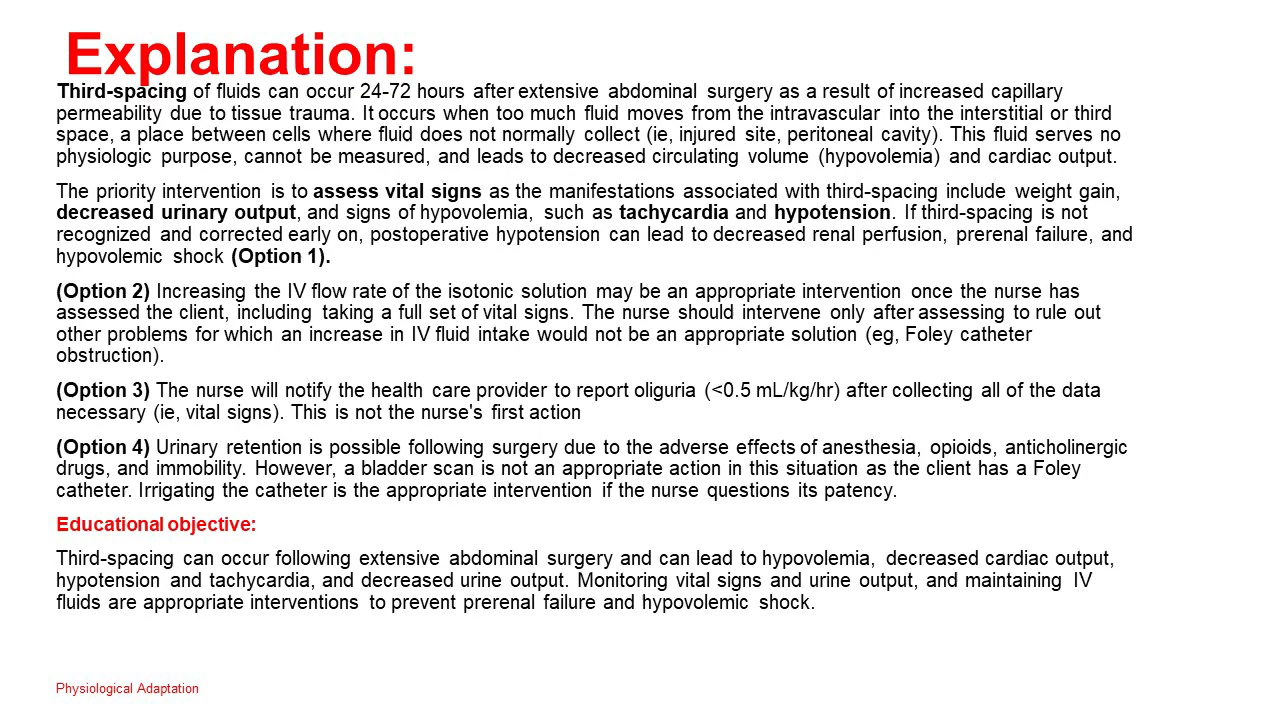 Explanation:
Third-spacing of fluids can occur 24-72 hours after extensive abdominal surgery as a result of increased capillary
permeability due to tissue trauma. It occurs when too much fluid moves from the intravascular into the interstitial or third
space, a place between cells where fluid does not normally collect (ie, injured site, peritoneal cavity). This fluid serves no
physiologic purpose, cannot be measured, and leads to decreased circulating volume (hypovolemia) and cardiac output.
The priority intervention is to assess vital signs as the manifestations associated with third-spacing include weight gain,
decreased urinary output, and signs of hypovolemia, such as tachycardia and hypotension. If third-spacing is not
recognized and corrected early on, postoperative hypotension can lead to decreased renal perfusion, prerenal failure, and
hypovolemic shock (Option 1).
(Option 2) Increasing the IV flow rate of the isotonic solution may be an appropriate intervention once the nurse has
assessed the client, including taking a full set of vital signs. The nurse should intervene only after assessing to rule out
other problems for which an increase in IV fluid intake would not be an appropriate solution (eg, Foley catheter
obstruction).
(Option 3) The nurse will notify the health care provider to report oliguria (<0.5 mL/kg/hr) after collecting all of the data
necessary (ie, vital signs). This is not the nurse's first action
(Option 4) Urinary retention is possible following surgery due to the adverse effects of anesthesia, opioids, anticholinergic
drugs, and immobility. However, a bladder scan is not an appropriate action in this situation as the client has a Foley
catheter. Irrigating the catheter is the appropriate intervention if the nurse questions its patency.
Educational objective:
Third-spacing can occur following extensive abdominal surgery and can lead to hypovolemia, decreased cardiac output,
hypotension and tachycardia, and decreased urine output. Monitoring vital signs and urine output, and maintaining IV
fluids are appropriate interventions to prevent prerenal failure and hypovolemic shock.
Physiological Adaptation